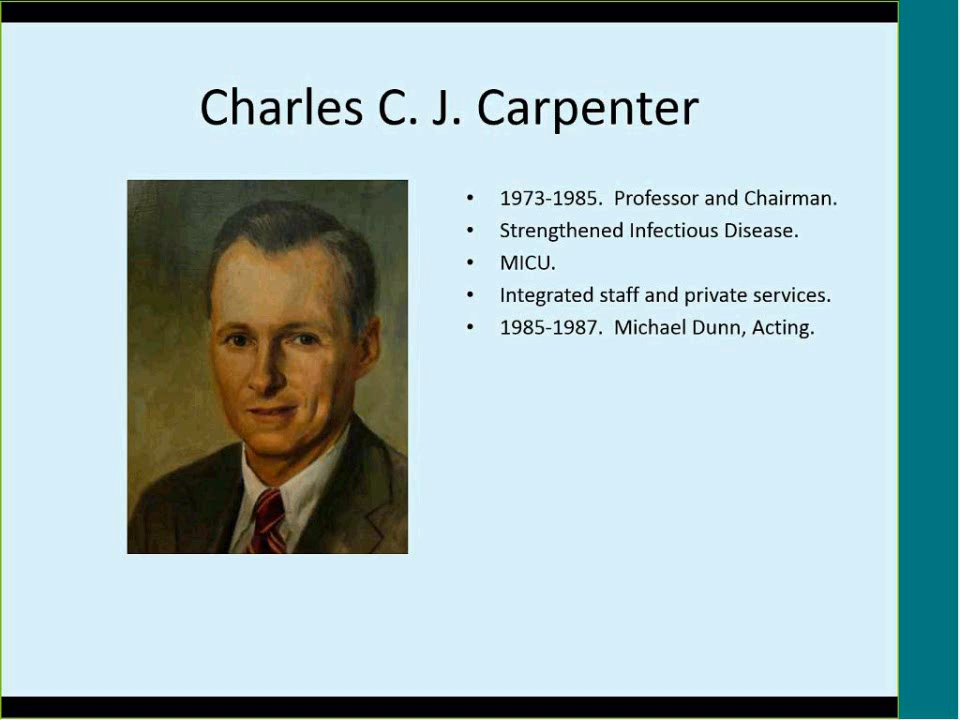 Charles C. J. Carpenter
• 1973-1985.  Professor and Chairman.
• Strengthened Infectious Disease.
• MICU.
• Integrated staff and private services.
• 1985-1987.  Michael Dunn, Acting.